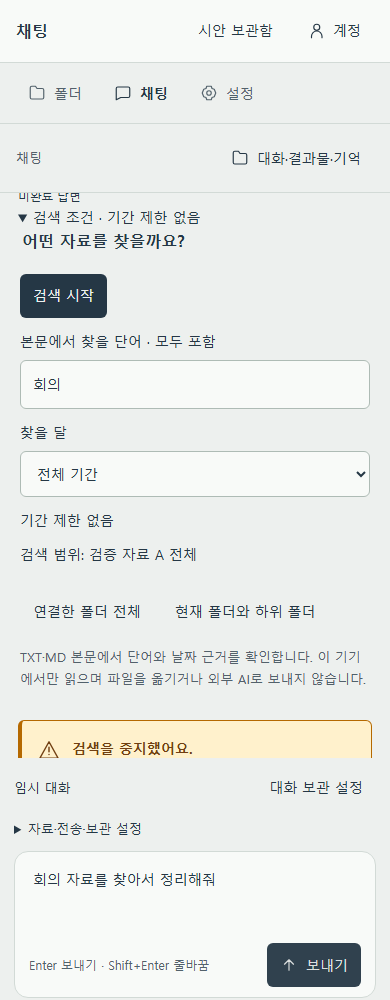 채팅
시안 보관함
계정
폴더
채팅
설정
채팅
대화·결과물·기억
미완료 답변
▼ 검색 조건 · 기간 제한 없음
어떤 자료를 찾을까요?
검색 시작
본문에서 찾을 단어 · 모두 포함
회의
찾을 달
전체 기간
기간 제한 없음
검색 범위: 검증 자료 A 전체
연결한 폴더 전체
현재 폴더와 하위 폴더
TXT·MD 본문에서 단어와 날짜 근거를 확인합니다. 이 기기
에서만 읽으며 파일을 옮기거나 외부 AI로 보내지 않습니다.
검색을 중지했어요.
임시 대화
대화 보관 설정
▶ 자료·전송·보관 설정
회의 자료를 찾아서 정리해줘
Enter 보내기 · Shift+Enter 줄바꿈
보내기